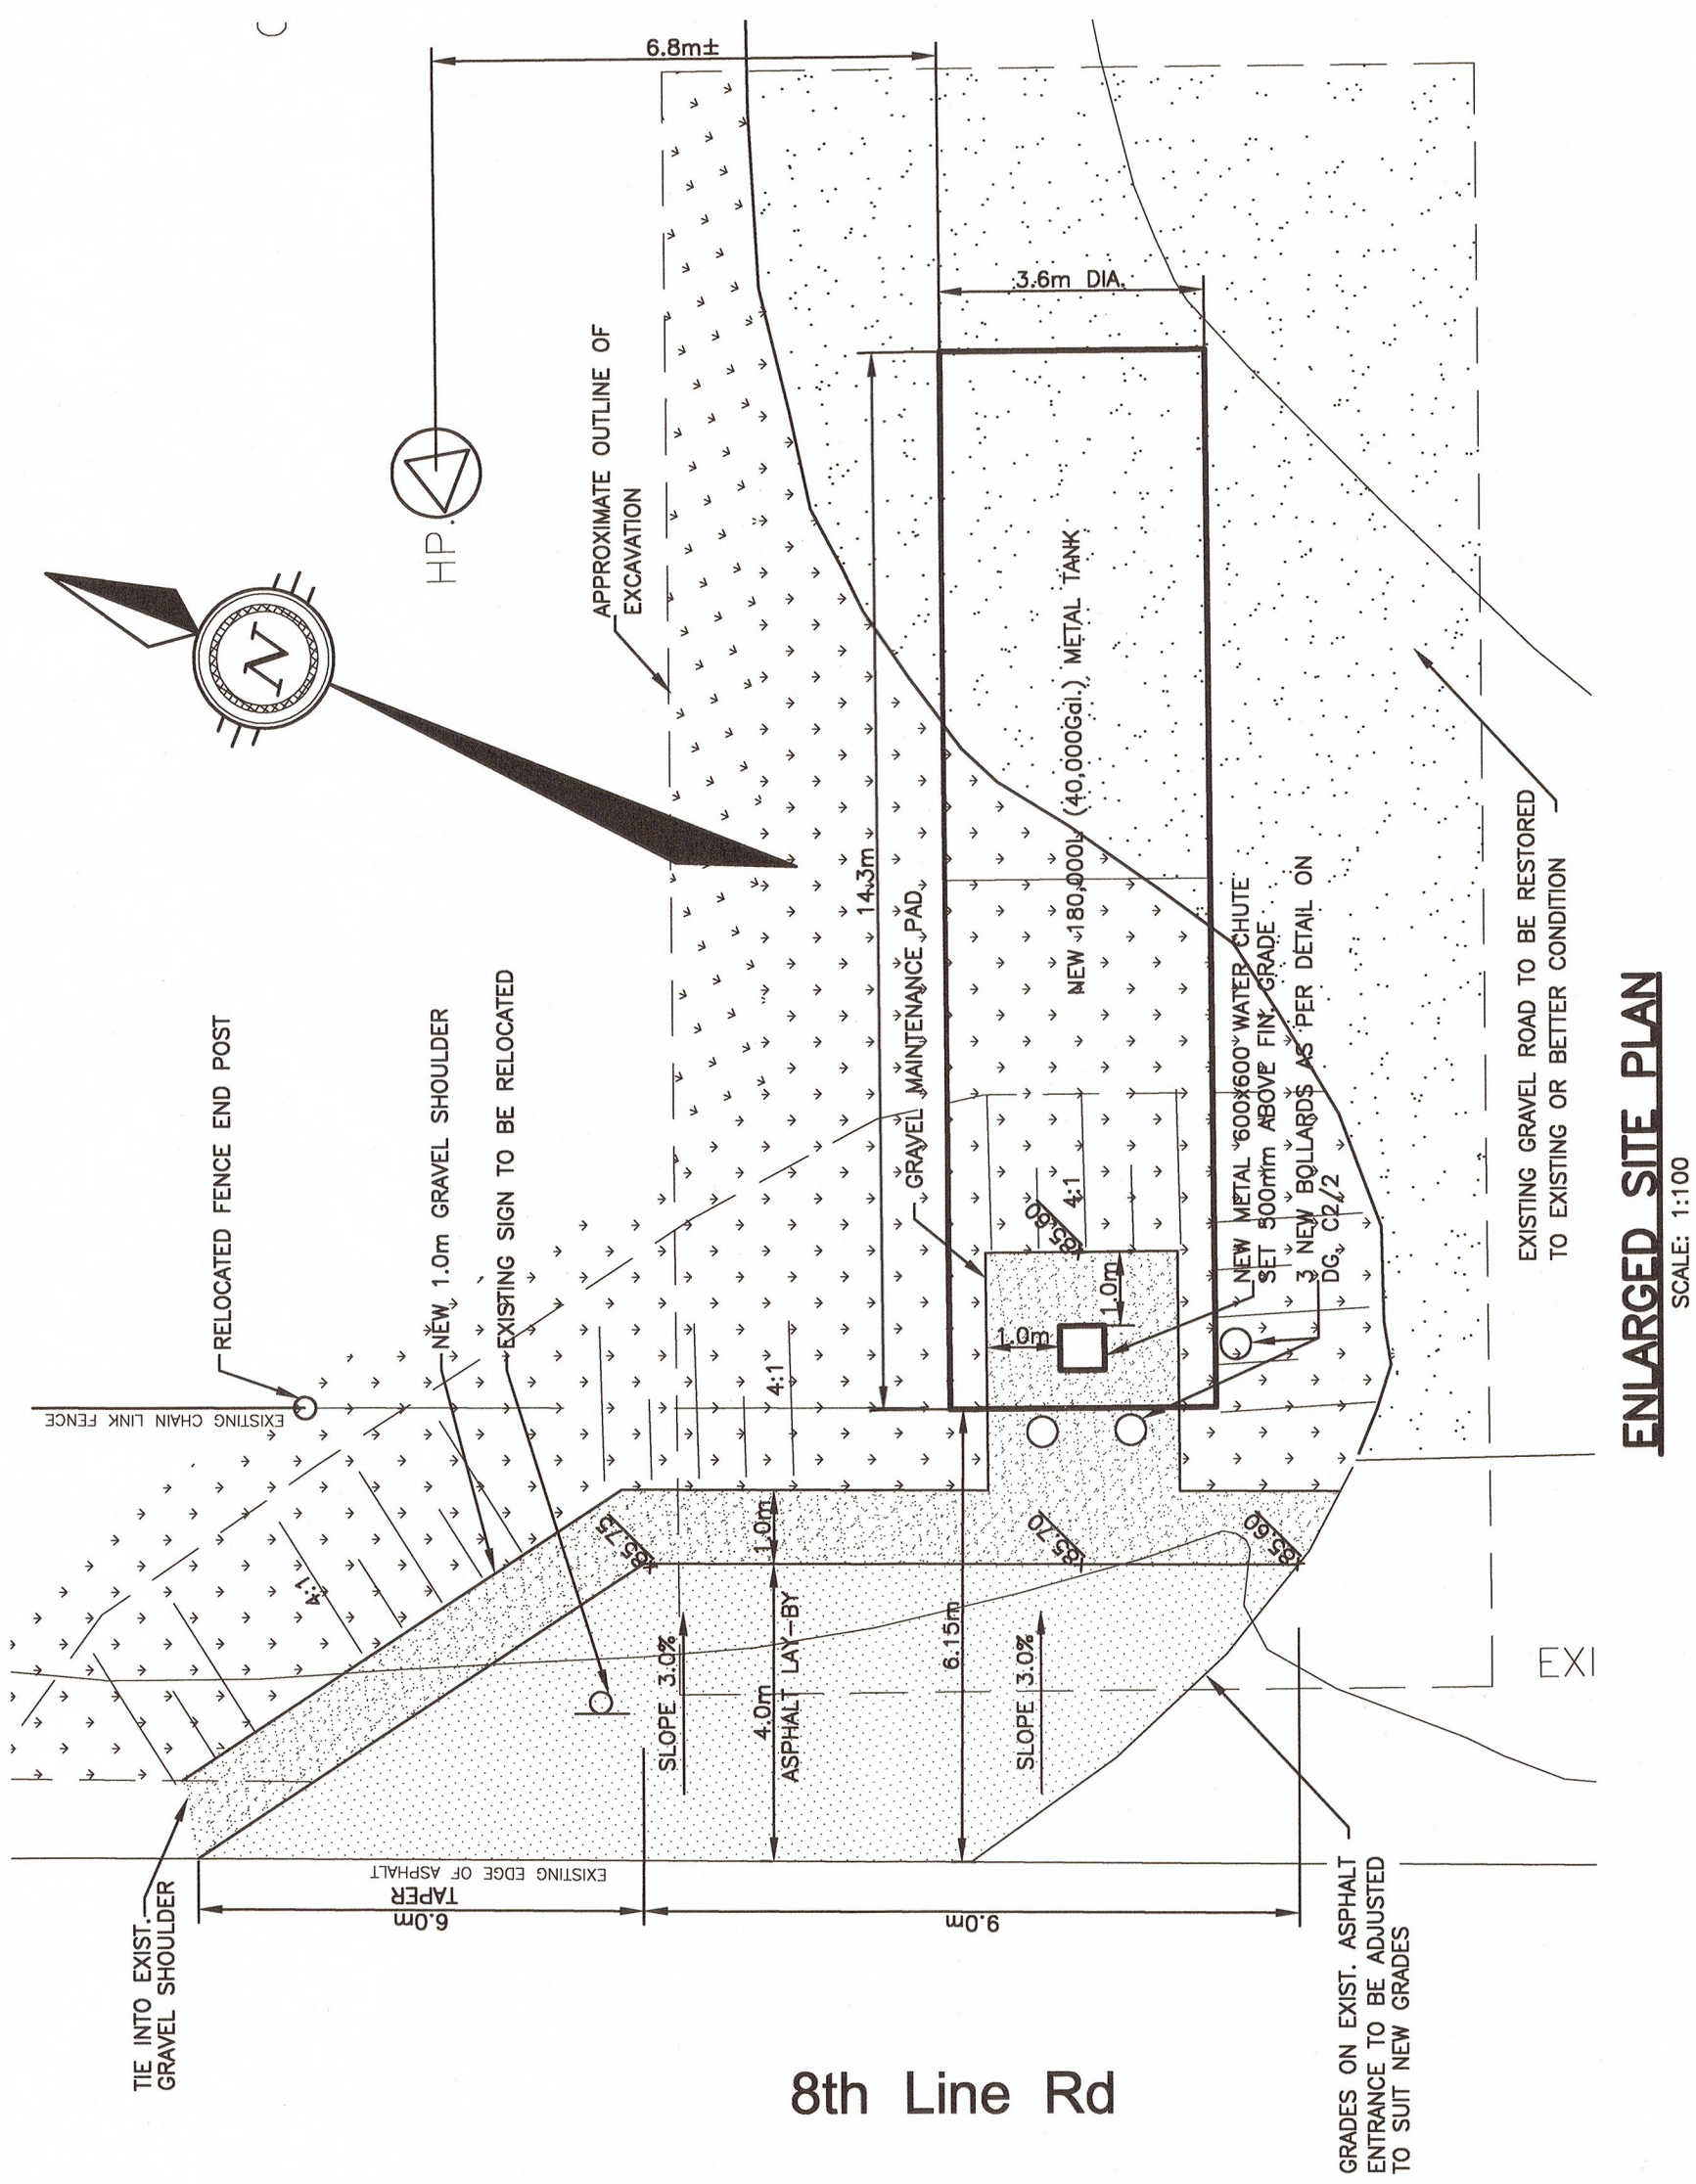 6.8m±
HP.
N
APPROXIMATE OUTLINE OF
EXCAVATION
3.6m DIA.
14.3m
NEW 180,000L (40,000Gal.) METAL TANK
GRAVEL MAINTENANCE PAD
RELOCATED FENCE END POST
EXISTING CHAIN LINK FENCE
NEW 1.0m GRAVEL SHOULDER
EXISTING SIGN TO BE RELOCATED
NEW METAL 600x600 WATER CHUTE
SET 500mm ABOVE FIN. GRADE
3 NEW BOLLARDS AS PER DETAIL ON
DG. C2/2
EXISTING GRAVEL ROAD TO BE RESTORED
TO EXISTING OR BETTER CONDITION
85.60
4:1
1.0m
1.0m
4:1
4:1
85.75
1.0m
85.70
85.60
SLOPE 3.0%
4.0m
ASPHALT LAY-BY
6.15m
SLOPE 3.0%
EXI
TIE INTO EXIST.
GRAVEL SHOULDER
EXISTING EDGE OF ASPHALT
TAPER
6.0m
9.0m
GRADES ON EXIST. ASPHALT
ENTRANCE TO BE ADJUSTED
TO SUIT NEW GRADES
8th Line Rd
ENLARGED SITE PLAN
SCALE: 1:100